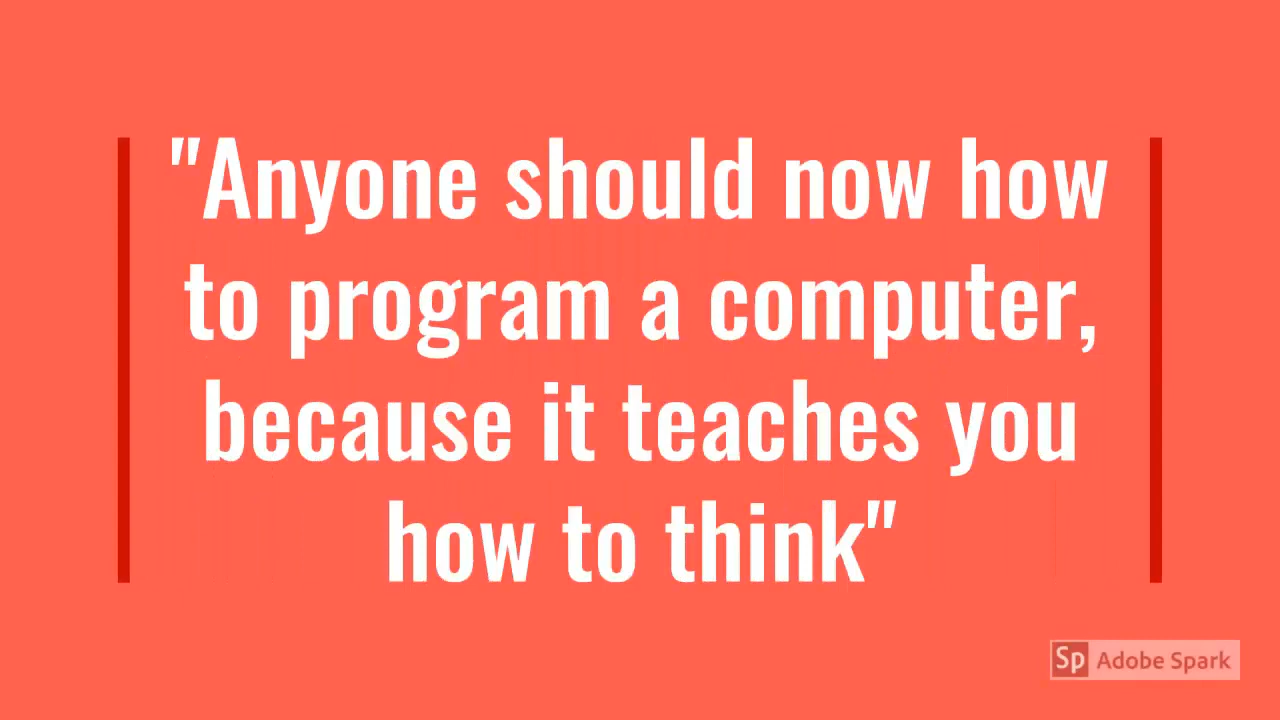 "Anyone should now how
to program a computer,
because it teaches you
how to think"
Sp Adobe Spark